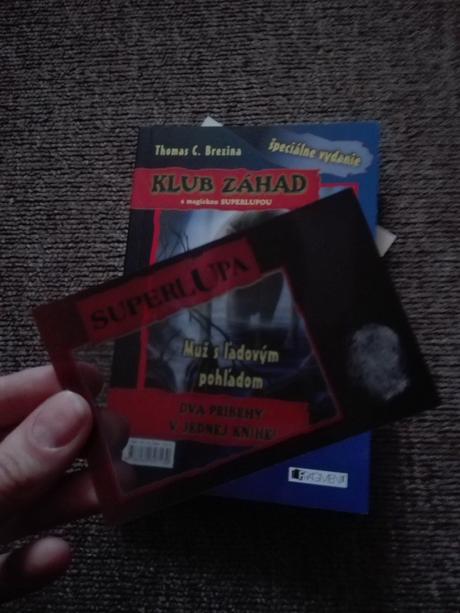 Thomas C. Brezina
špeciálne vydanie
KLUB ZÁHAD
s magickou SUPERLUPOU
SUPERLUPA
Muž s ľadovým
pohľadom
DVA PRÍBEHY
V JEDNEJ KNIHE!
FRAGMENT